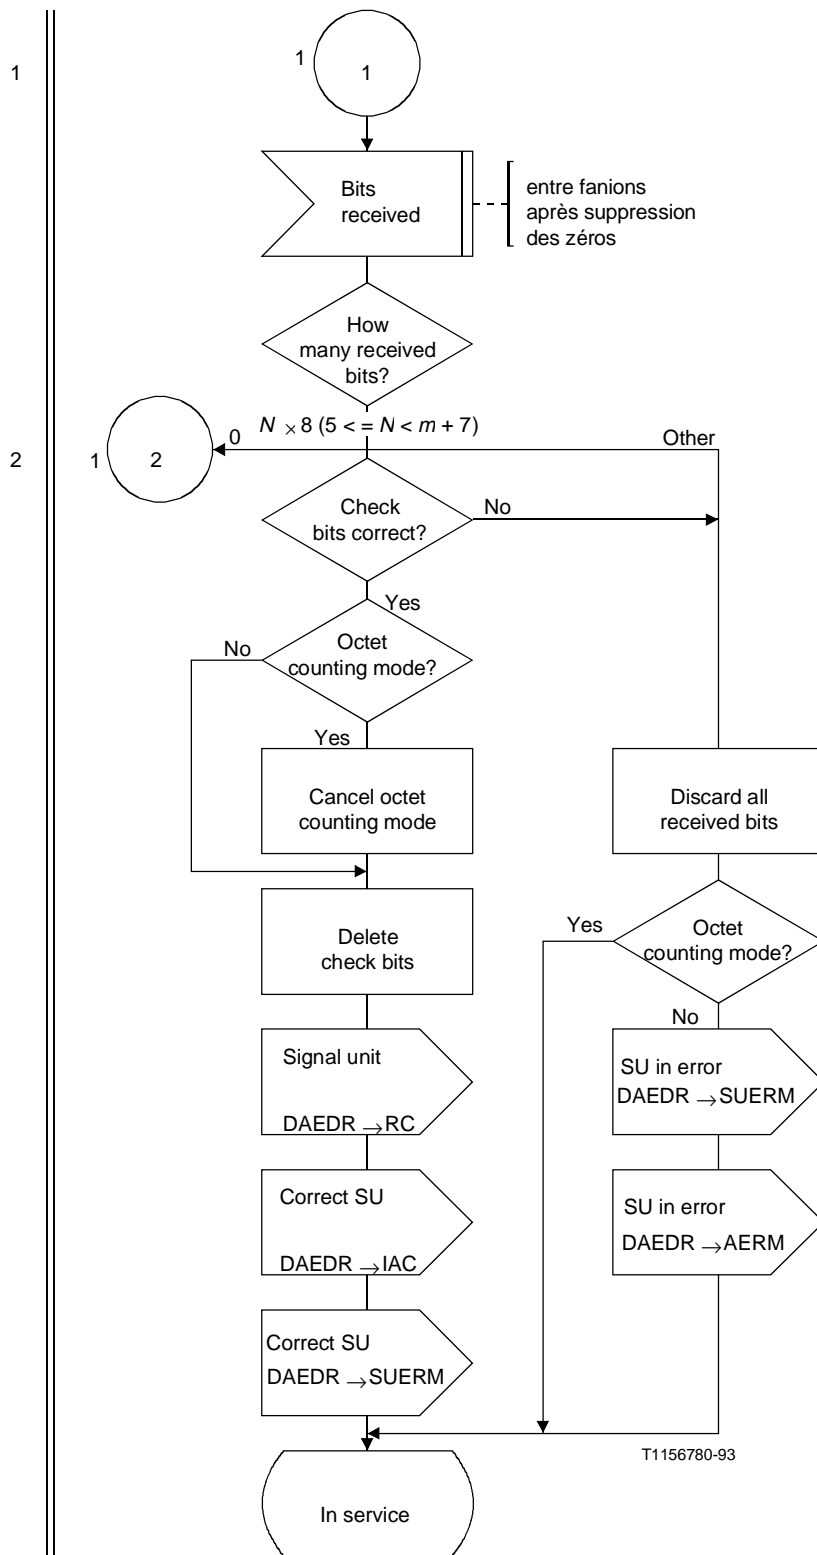 1
1
1
Bits
received
entre fanions
après suppression
des zéros
How
many received
bits?
N × 8 (5 < = N < m + 7)
0
Other
2
1
2
Check
bits correct?
No
Yes
Octet
counting mode?
No
Yes
Cancel octet
counting mode
Discard all
received bits
Delete
check bits
Yes
Octet
counting mode?
No
Signal unit
DAEDR → RC
SU in error
DAEDR → SUERM
Correct SU
DAEDR → IAC
SU in error
DAEDR → AERM
Correct SU
DAEDR → SUERM
T1156780-93
In service